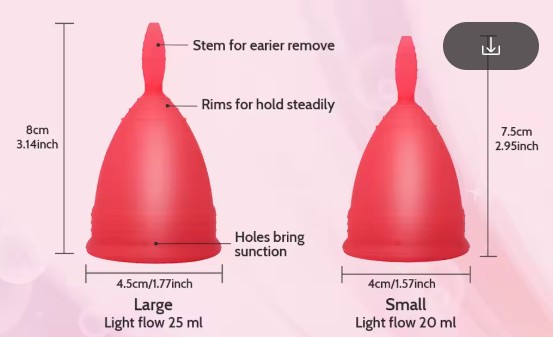 Stem for earier remove
Rims for hold steadily
8cm
3.14inch
7.5cm
2.95inch
Holes bring
sunction
4.5cm/1.77inch
4cm/1.57inch
Large
Light flow 25 ml
Small
Light flow 20 ml